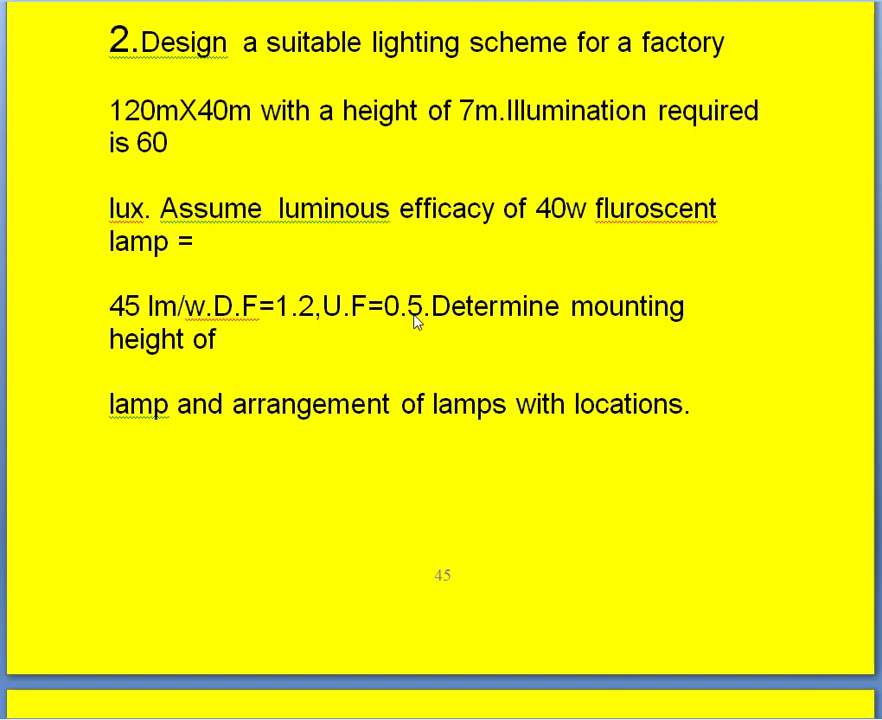 2.Design a suitable lighting scheme for a factory
120mX40m with a height of 7m.Illumination required
is 60
lux. Assume luminous efficacy of 40w fluroscent
lamp =
45 lm/w.D.F=1.2,U.F=0.5.Determine mounting
height of
lamp and arrangement of lamps with locations.
45